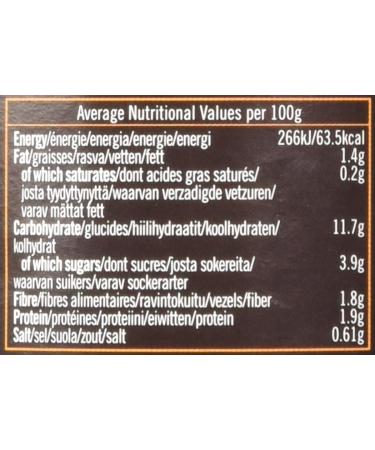 Average Nutritional Values per 100g
Energy/énergie/energia/energie/energi 266kJ/63.5kcal
Fat/graisses/rasva/vetten/fett 1.4g
of which saturates/dont acides gras saturés/ 0.2g
josta tyydyttynyttä/waarvan verzadigde vetzuren/
varav mättat fett
Carbohydrate/glucides/hiilihydraatit/koolhydraten/ 11.7g
kolhydrat
of which sugars/dont sucres/josta sokereita/ 3.9g
waarvan suikers/varav sockerarter
Fibre/fibres alimentaires/ravintokuitu/vezels/fiber 1.8g
Protein/protéines/proteiini/eiwitten/protein 1.9g
Salt/sel/suola/zout/salt 0.61g